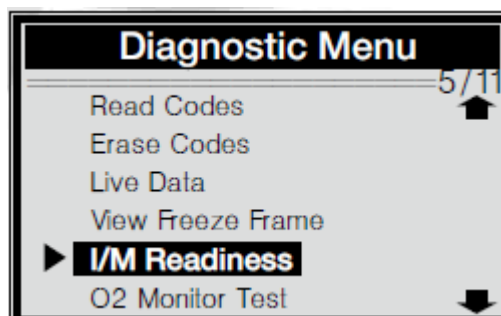 Diagnostic Menu
5/11
Read Codes
Erase Codes
Live Data
View Freeze Frame
I/M Readiness
O2 Monitor Test